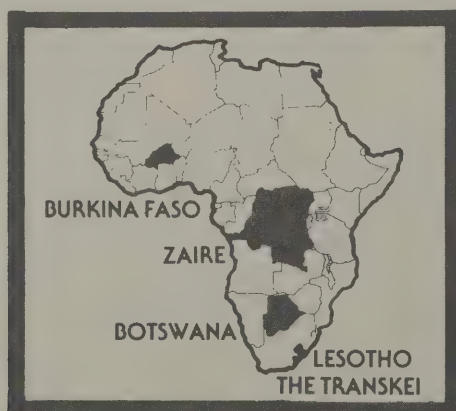 BURKINA FASO
ZAIRE
BOTSWANA
LESOTHO
THE TRANSKEI